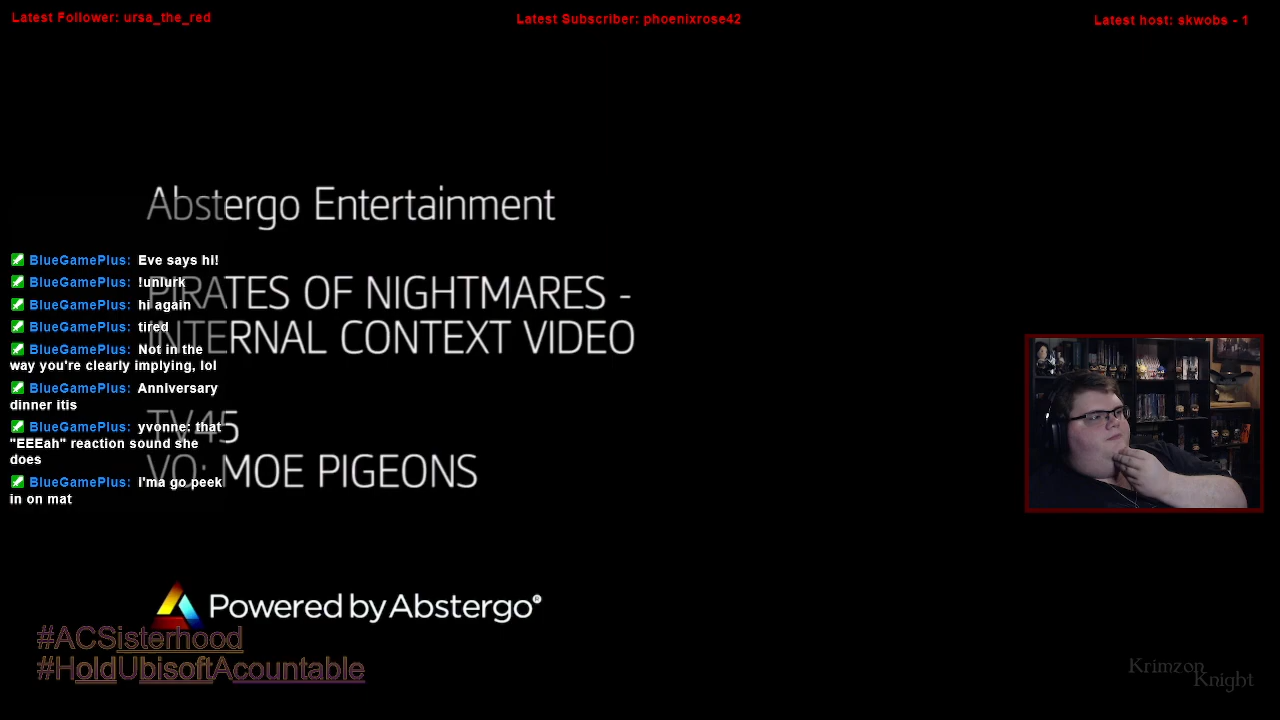 Latest Follower: ursa_the_red
Latest Subscriber: phoenixrose42
Latest host: skwobs - 1
Abstergo Entertainment
PIRATES OF NIGHTMARES -
INTERNAL CONTEXT VIDEO
TV45
VO: MOE PIGEONS
BlueGamePlus: Eve says hi!
BlueGamePlus: !unlurk
BlueGamePlus: hi again
BlueGamePlus: tired
BlueGamePlus: Not in the
way you're clearly implying, lol
BlueGamePlus: Anniversary
dinner itis
BlueGamePlus: yvonne: that
"EEEah" reaction sound she
does
BlueGamePlus: i'ma go peek
in on mat
Powered by Abstergo®
#ACSisterhood
#HoldUbisoftAcountable
Krimzon
Knight